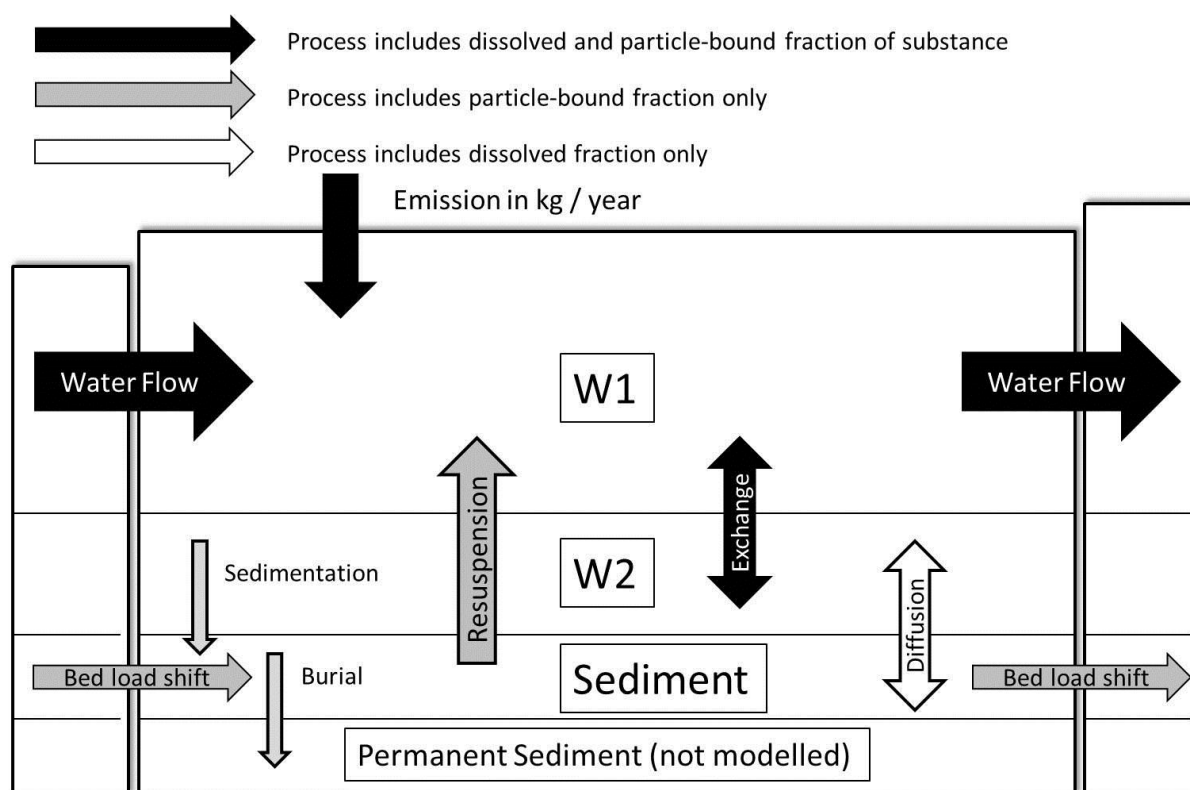 Process includes dissolved and particle-bound fraction of substance
Process includes particle-bound fraction only
Process includes dissolved fraction only
Emission in kg / year
Water Flow
W1
Water Flow
Resuspension
Exchange
Sedimentation
W2
Diffusion
Bed load shift
Burial
Sediment
Bed load shift
Permanent Sediment (not modelled)